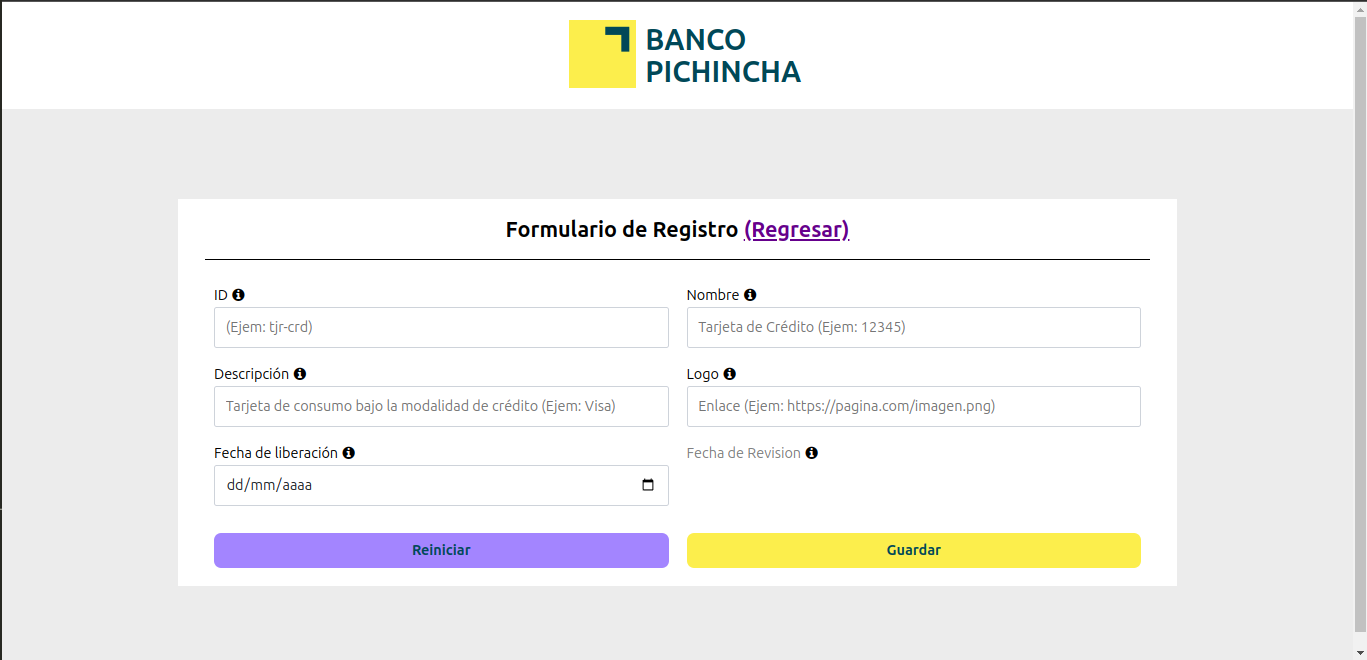 BANCO
PICHINCHA
Formulario de Registro (Regresar)
ID
Nombre
(Ejem: tjr-crd)
Tarjeta de Crédito (Ejem: 12345)
Descripción
Logo
Tarjeta de consumo bajo la modalidad de crédito (Ejem: Visa)
Enlace (Ejem: https://pagina.com/imagen.png)
Fecha de liberación
Fecha de Revision
dd/mm/aaaa
Reiniciar
Guardar